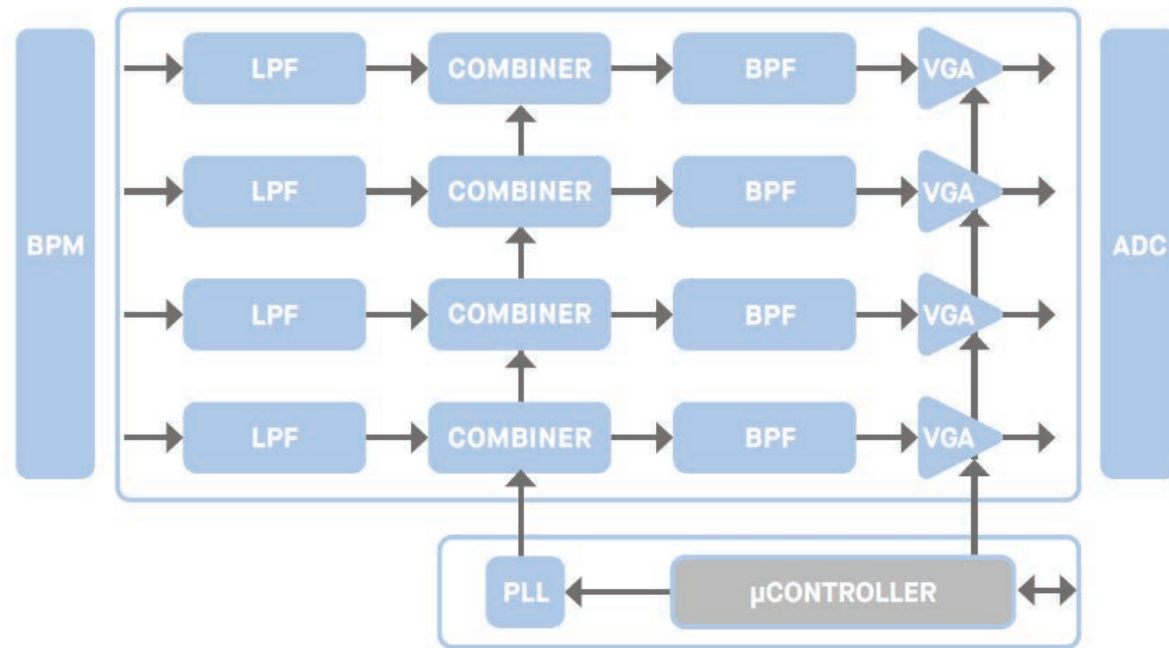 LPF COMBINER BPF VGA
LPF COMBINER BPF VGA
BPM
ADC
LPF COMBINER BPF VGA
LPF COMBINER BPF VGA
PLL µCONTROLLER